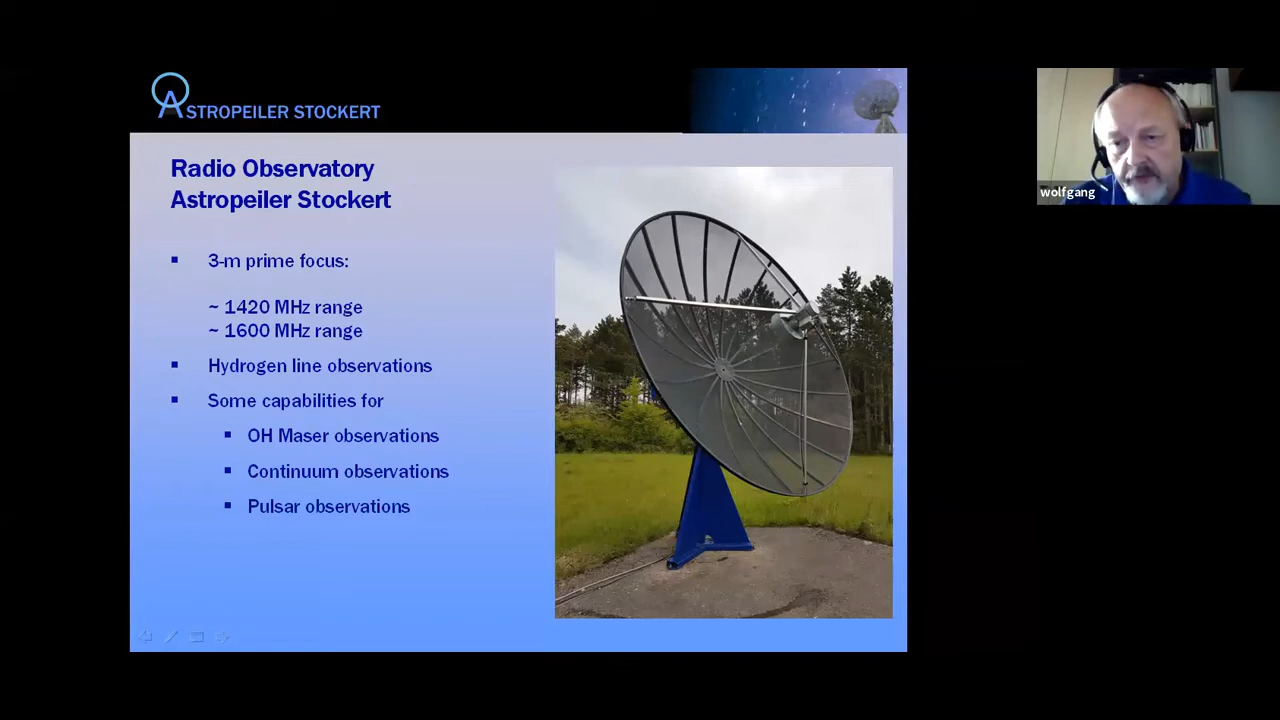 ASTROPEILER STOCKERT
Radio Observatory
Astropeiler Stockert
▪ 3-m prime focus:
~ 1420 MHz range
~ 1600 MHz range
▪ Hydrogen line observations
▪ Some capabilities for
▪ OH Maser observations
▪ Continuum observations
▪ Pulsar observations
wolfgang